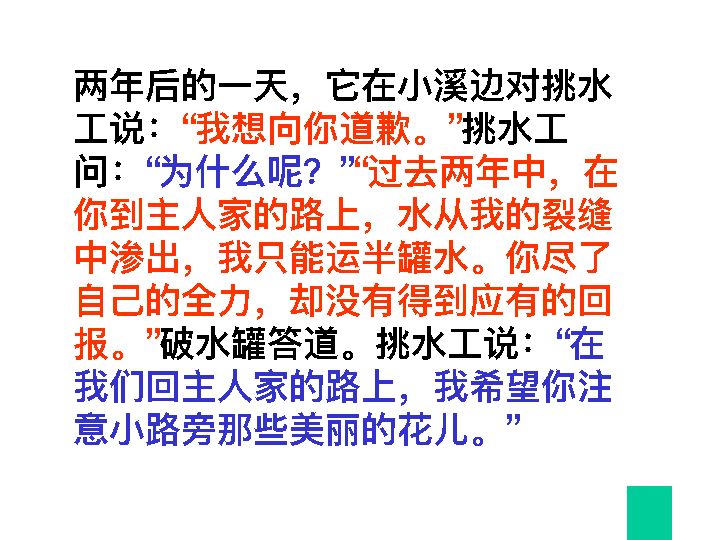 两年后的一天，它在小溪边对挑水
工说：“我想向你道歉。”挑水工
问：“为什么呢？”“过去两年中，在
你到主人家的路上，水从我的裂缝
中渗出，我只能运半罐水。你尽了
自己的全力，却没有得到应有的回
报。”破水罐答道。挑水工说：“在
我们回主人家的路上，我希望你注
意小路旁那些美丽的花儿。”